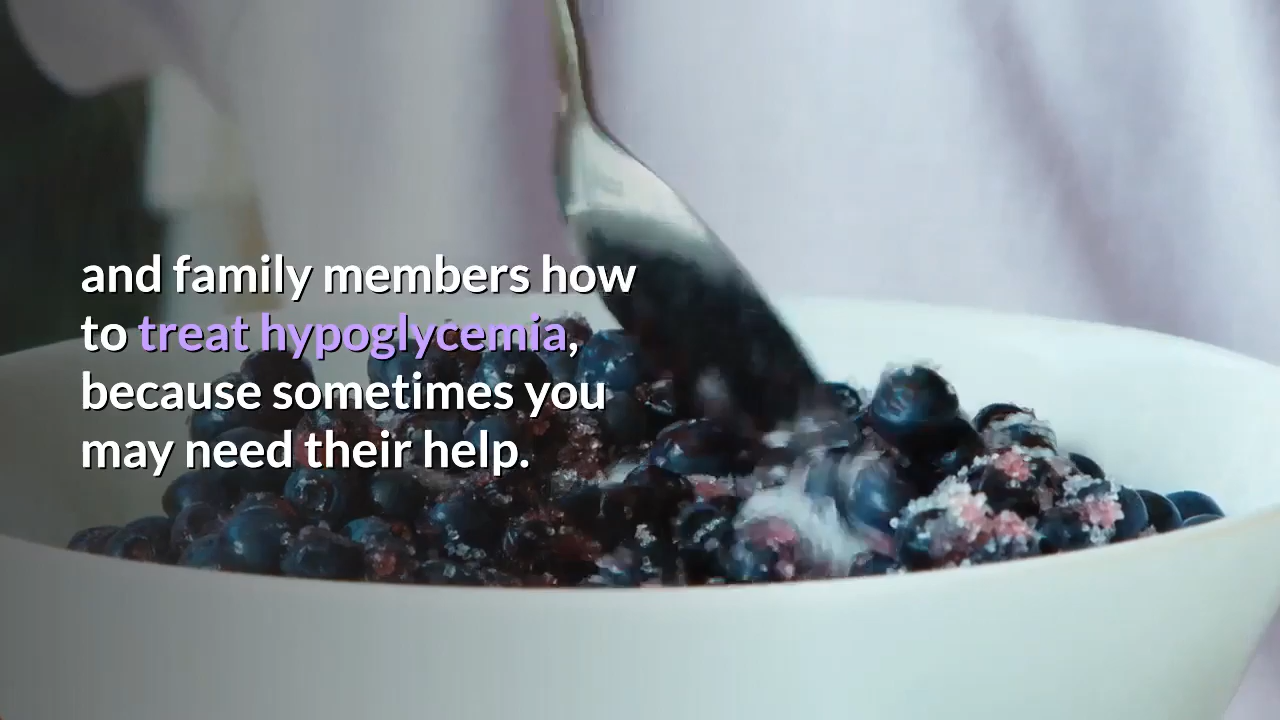 and family members how
to treat hypoglycemia,
because sometimes you
may need their help.